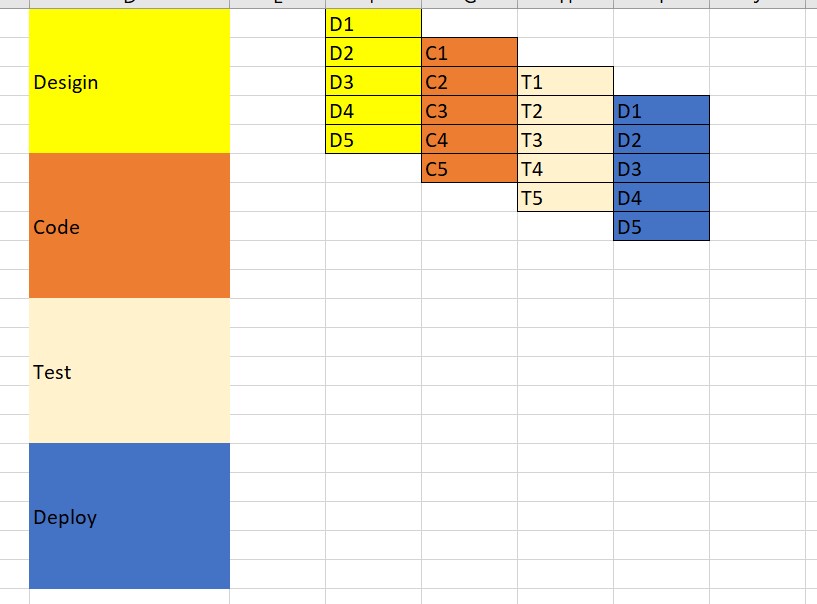 D1
D2 C1
Desigin D3 C2 T1
D4 C3 T2 D1
D5 C4 T3 D2
C5 T4 D3
T5 D4
Code D5
Test
Deploy